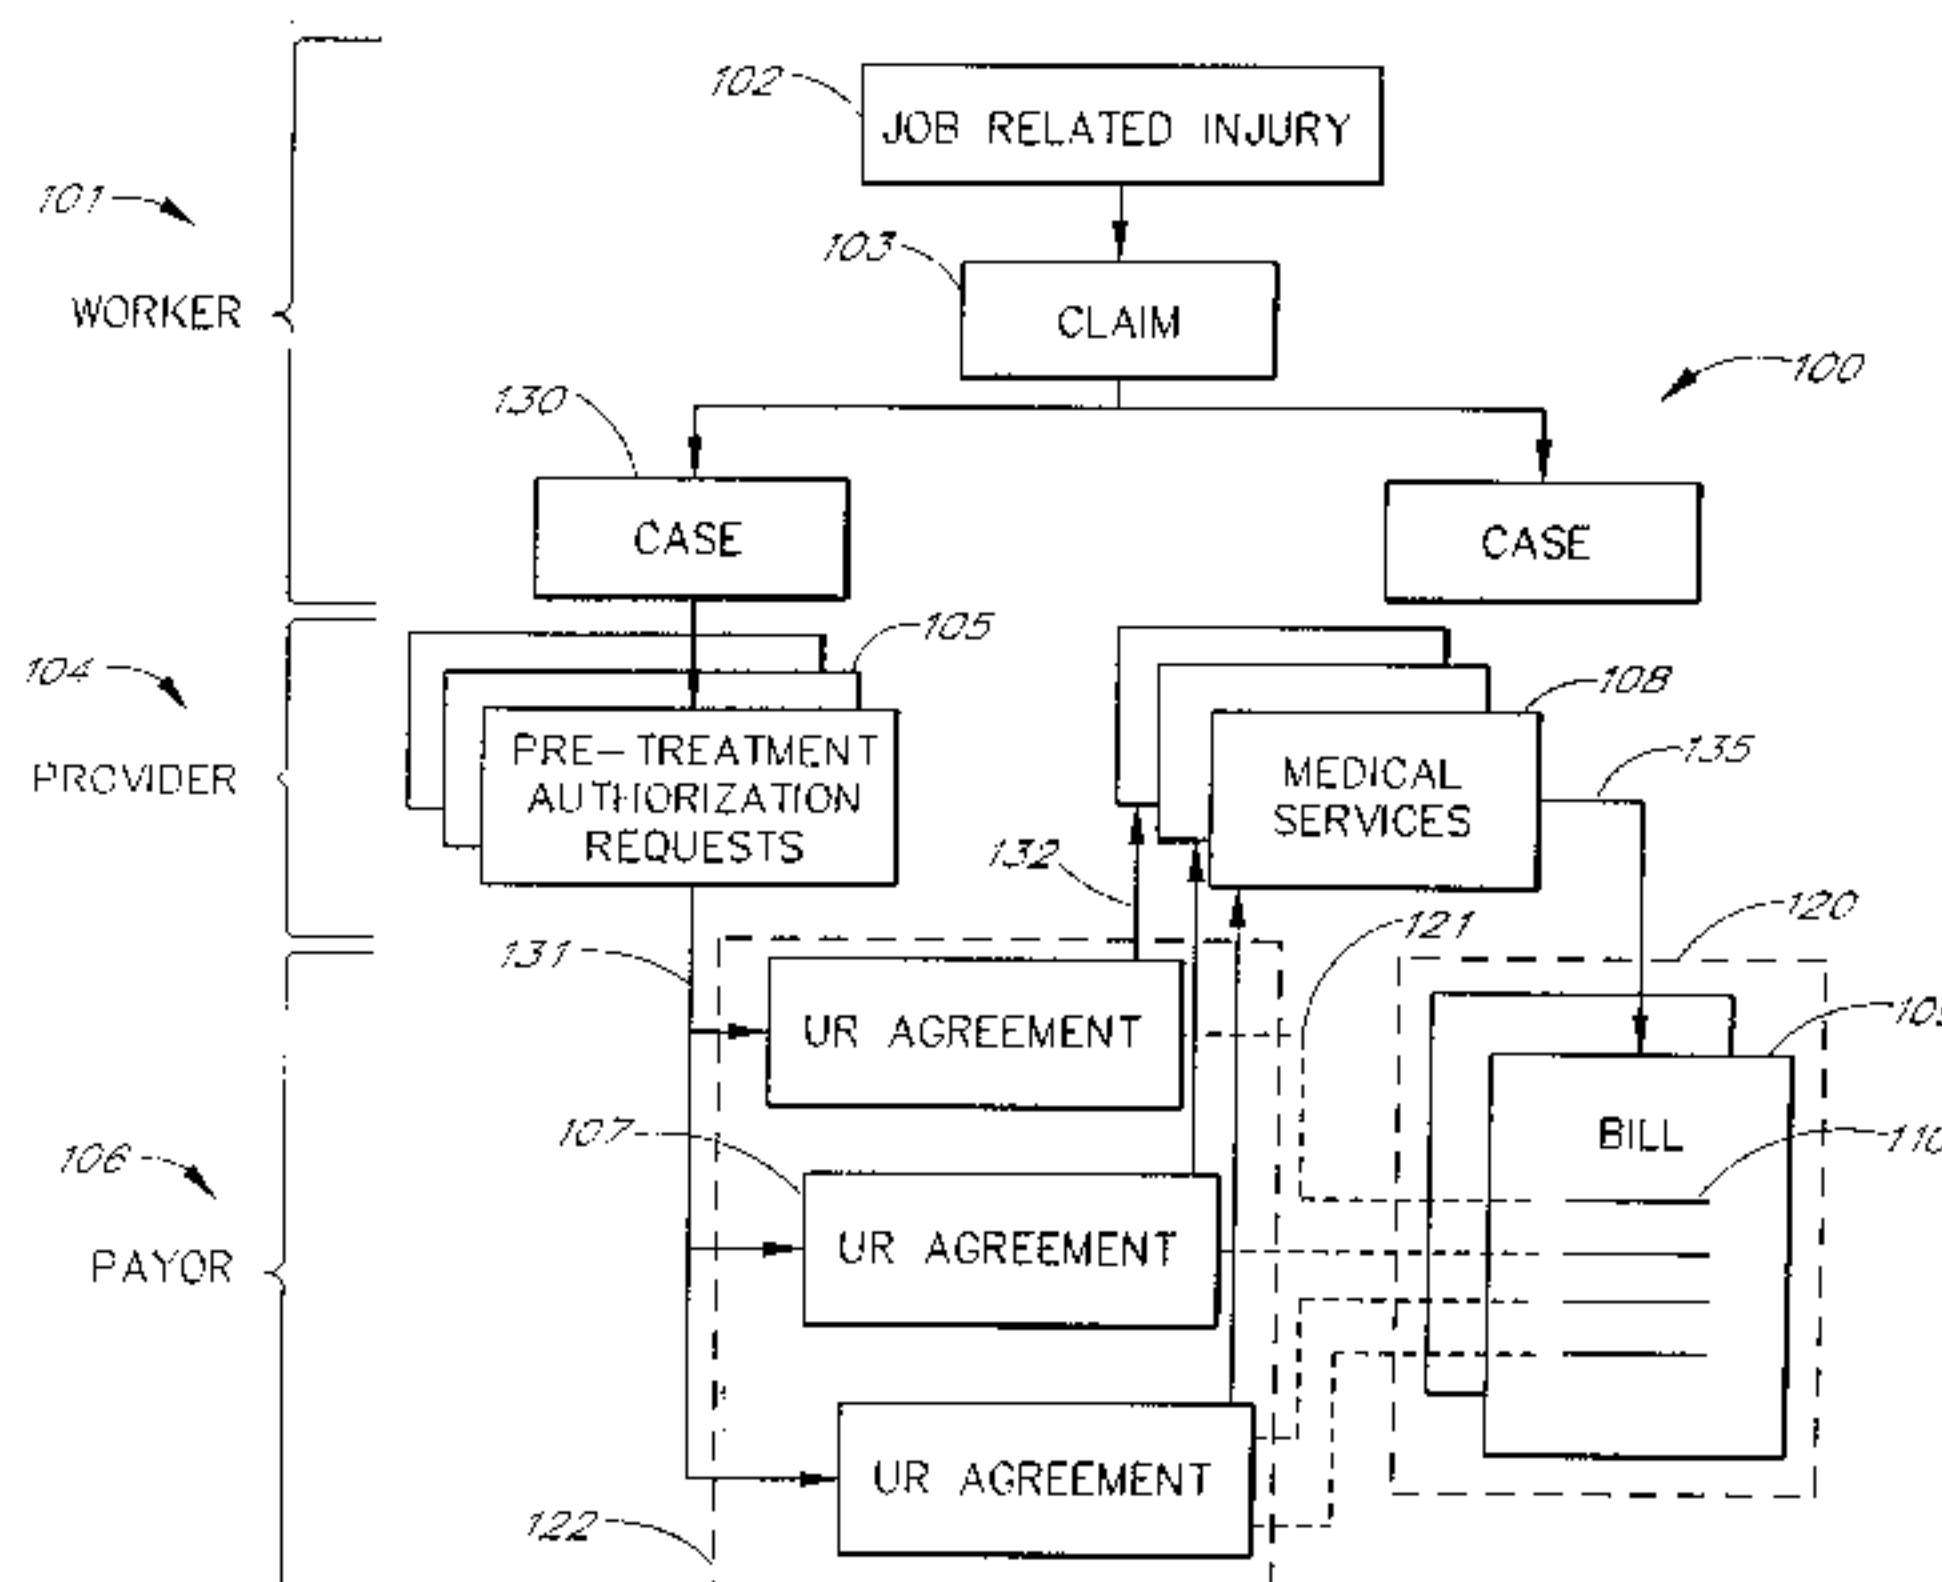 102
JOB RELATED INJURY
101
103
WORKER
CLAIM
100
130
CASE
CASE
105
104
108
135
PROVIDER
PRE-TREATMENT
AUTHORIZATION
REQUESTS
MEDICAL
SERVICES
132
121
120
131
UR AGREEMENT
107
BILL
110
106
UR AGREEMENT
PAYOR
UR AGREEMENT
122